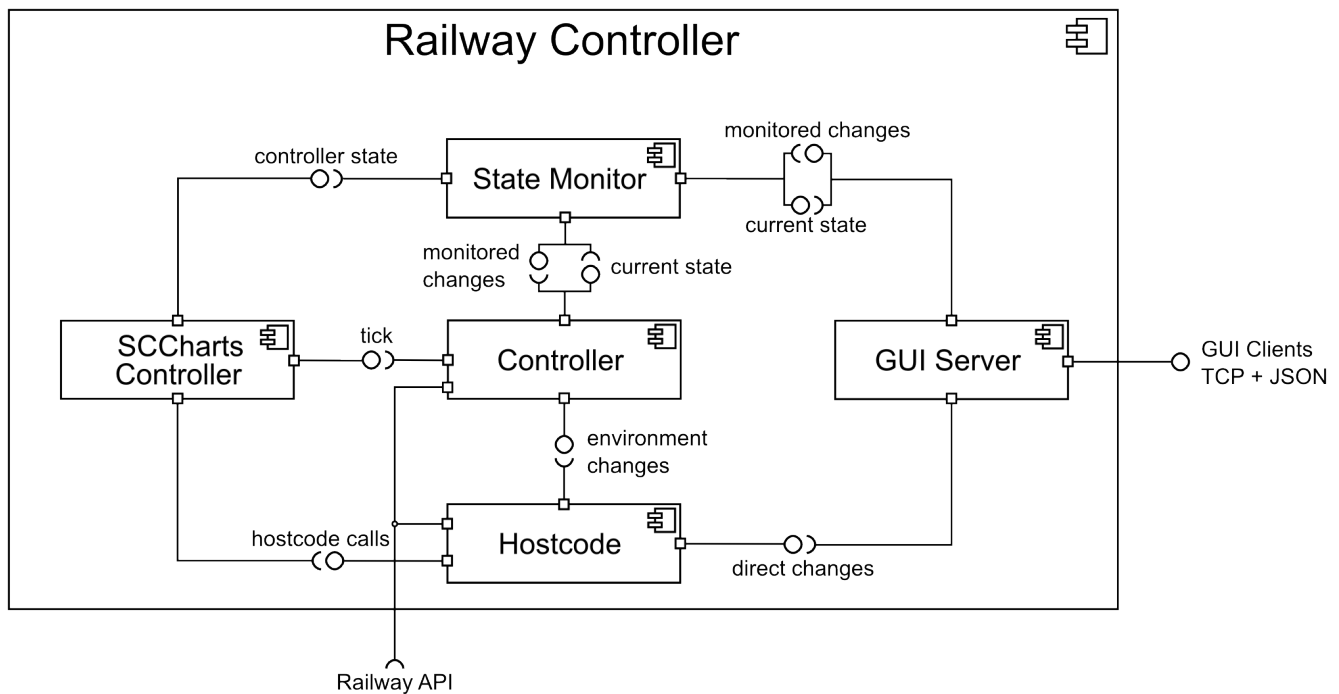 Railway Controller
monitored changes
controller state
State Monitor
current state
monitored
changes
current state
SCCharts
Controller
tick
Controller
GUI Server
GUI Clients
TCP + JSON
environment
changes
hostcode calls
Hostcode
direct changes
Railway API